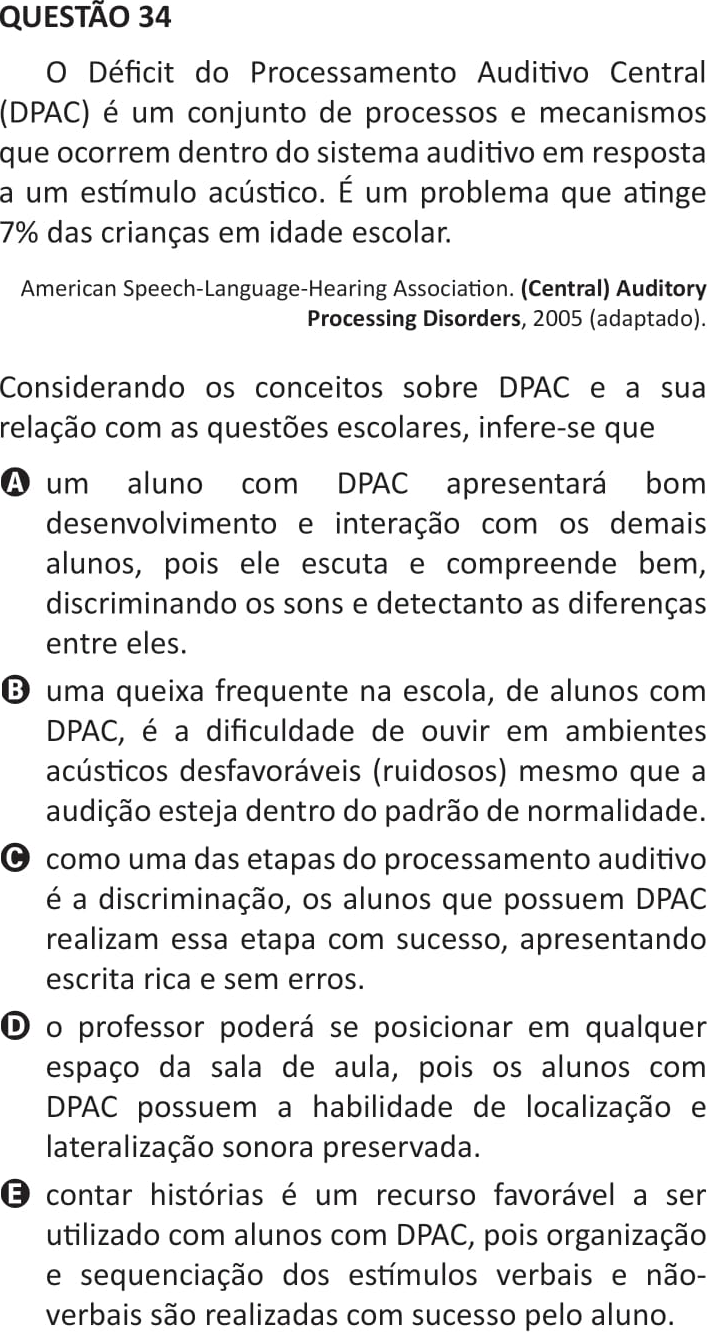 QUESTÃO 34
O Déficit do Processamento Auditivo Central
(DPAC) é um conjunto de processos e mecanismos
que ocorrem dentro do sistema auditivo em resposta
a um estímulo acústico. É um problema que atinge
7% das crianças em idade escolar.
American Speech-Language-Hearing Association. (Central) Auditory
Processing Disorders, 2005 (adaptado).
Considerando os conceitos sobre DPAC e a sua
relação com as questões escolares, infere-se que
A um aluno com DPAC apresentará bom
desenvolvimento e interação com os demais
alunos, pois ele escuta e compreende bem,
discriminando os sons e detectanto as diferenças
entre eles.
B uma queixa frequente na escola, de alunos com
DPAC, é a dificuldade de ouvir em ambientes
acústicos desfavoráveis (ruidosos) mesmo que a
audição esteja dentro do padrão de normalidade.
C como uma das etapas do processamento auditivo
é a discriminação, os alunos que possuem DPAC
realizam essa etapa com sucesso, apresentando
escrita rica e sem erros.
D o professor poderá se posicionar em qualquer
espaço da sala de aula, pois os alunos com
DPAC possuem a habilidade de localização e
lateralização sonora preservada.
E contar histórias é um recurso favorável a ser
utilizado com alunos com DPAC, pois organização
e sequenciação dos estímulos verbais e não-
verbais são realizadas com sucesso pelo aluno.